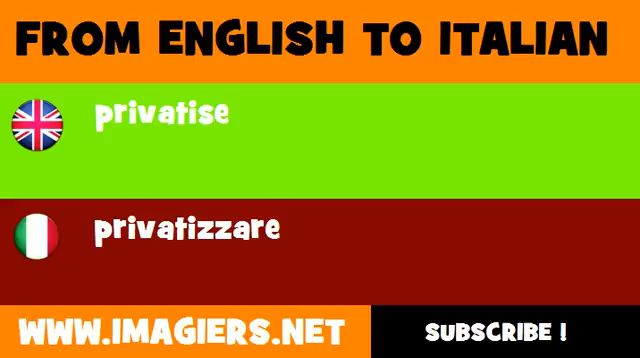 FROM ENGLISH TO ITALIAN
privatise
privatizzare
WWW.IMAGIERS.NET
SUBSCRIBE !